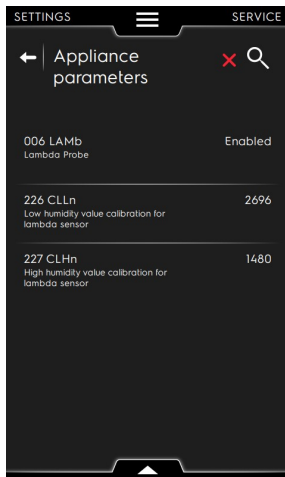 SETTINGS
SERVICE
Appliance
parameters
006 LAMb
Enabled
Lambda Probe
226 CLLn
2696
Low humidity value calibration for
lambda sensor
227 CLHn
1480
High humidity value calibration for
lambda sensor